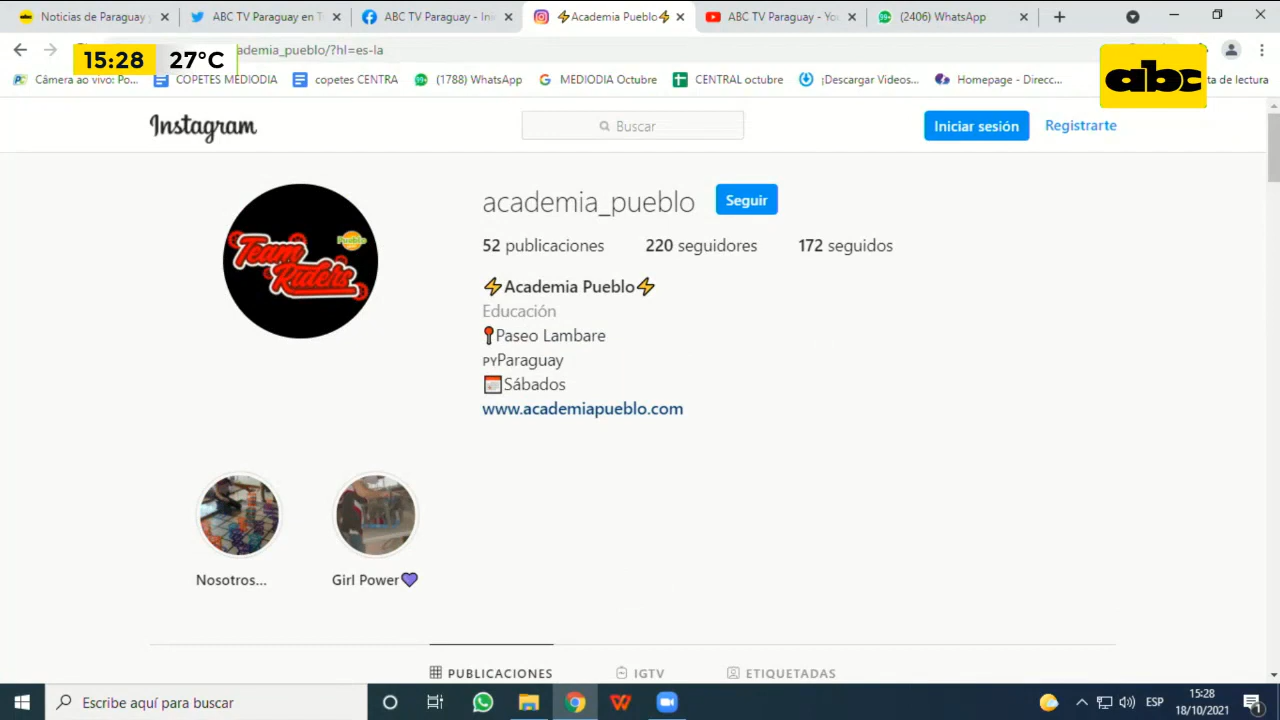 Noticias de Paraguay y
ABC TV Paraguay en T
ABC TV Paraguay - Ini
⚡Academia Pueblo⚡
ABC TV Paraguay - You
(2406) WhatsApp
15:28 27°C
ademia_pueblo/?hl=es-la
abc
Câmera ao vivo: Po...
COPETES MEDIODIA
copetes CENTRA
(1788) WhatsApp
MEDIODIA Octubre
CENTRAL octubre
¡Descargar Videos...
Homepage - Direcc...
ta de lectura
Instagram
Buscar
Iniciar sesión
Registrarte
academia_pueblo
Seguir
52 publicaciones 220 seguidores 172 seguidos
Team
Riders
Pueblo
⚡Academia Pueblo⚡
Educación
📍Paseo Lambare
PYParaguay
📅Sábados
www.academiapueblo.com
Nosotros...
Girl Power💜
PUBLICACIONES
IGTV
ETIQUETADAS
Escribe aquí para buscar
ESP
15:28
18/10/2021
1